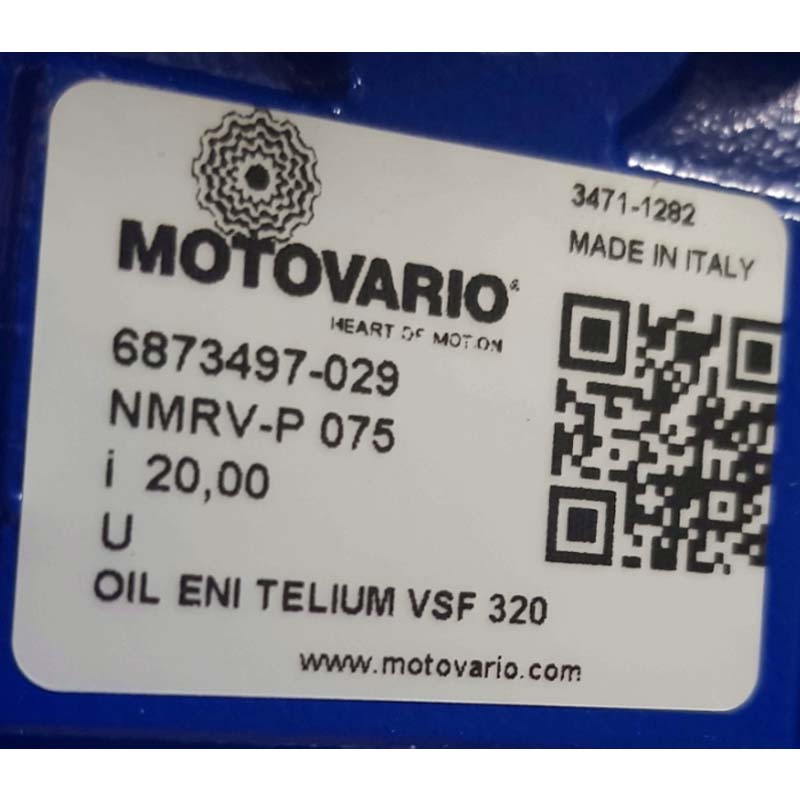 MOTOVARIO
HEART OF MOTION
3471-1282
MADE IN ITALY
6873497-029
NMRV-P 075
i 20,00
U
OIL ENI TELIUM VSF 320
www.motovario.com